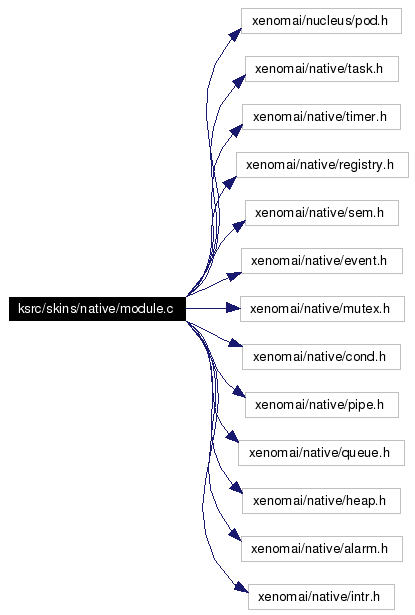 xenomai/nucleus/pod.h
xenomai/native/task.h
xenomai/native/timer.h
xenomai/native/registry.h
xenomai/native/sem.h
xenomai/native/event.h
ksrc/skins/native/module.c
xenomai/native/mutex.h
xenomai/native/cond.h
xenomai/native/pipe.h
xenomai/native/queue.h
xenomai/native/heap.h
xenomai/native/alarm.h
xenomai/native/intr.h